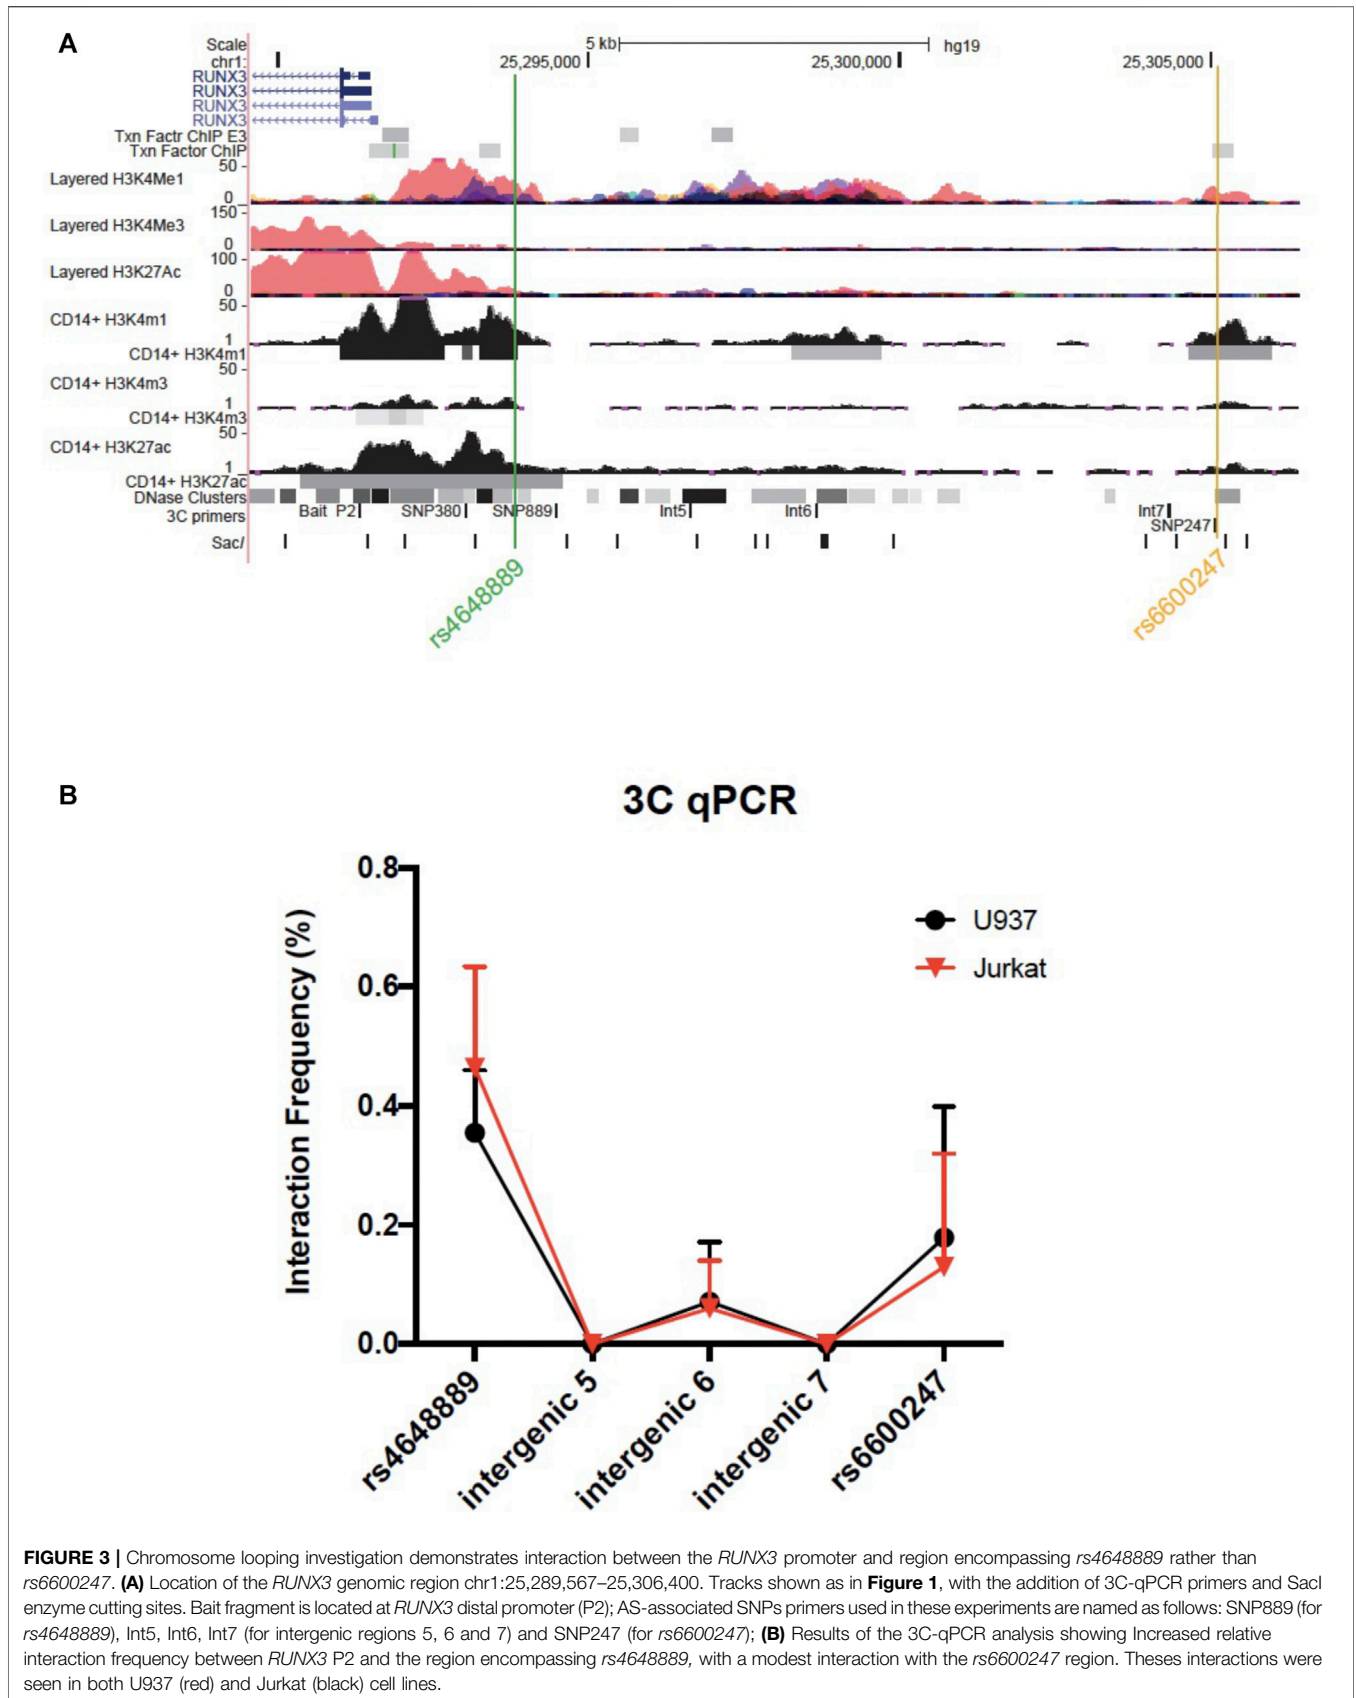 A
Scale 5 kb hg19
chr1: 25,295,000 25,300,000 25,305,000
RUNX3
RUNX3
RUNX3
RUNX3
Txn Factr ChIP E3
Txn Factor ChIP
50 -
Layered H3K4Me1
0
150 -
Layered H3K4Me3
0
100 -
Layered H3K27Ac
0
50 -
CD14+ H3K4m1
1
CD14+ H3K4m1
50 -
CD14+ H3K4m3
1
CD14+ H3K4m3
50 -
CD14+ H3K27ac
1
CD14+ H3K27ac
DNase Clusters
3C primers Bait P2 SNP380 SNP889 Int5 Int6 Int7
SNP247
SacI
rs4648889
rs6600247
B
3C qPCR
0.8
0.6
0.4
0.2
0.0
Interaction Frequency (%)
U937
Jurkat
rs4648889
intergenic 5
intergenic 6
intergenic 7
rs6600247
FIGURE 3 | Chromosome looping investigation demonstrates interaction between the RUNX3 promoter and region encompassing rs4648889 rather than
rs6600247. (A) Location of the RUNX3 genomic region chr1:25,289,567–25,306,400. Tracks shown as in Figure 1, with the addition of 3C-qPCR primers and SacI
enzyme cutting sites. Bait fragment is located at RUNX3 distal promoter (P2); AS-associated SNPs primers used in these experiments are named as follows: SNP889 (for
rs4648889), Int5, Int6, Int7 (for intergenic regions 5, 6 and 7) and SNP247 (for rs6600247); (B) Results of the 3C-qPCR analysis showing Increased relative
interaction frequency between RUNX3 P2 and the region encompassing rs4648889, with a modest interaction with the rs6600247 region. Theses interactions were
seen in both U937 (red) and Jurkat (black) cell lines.